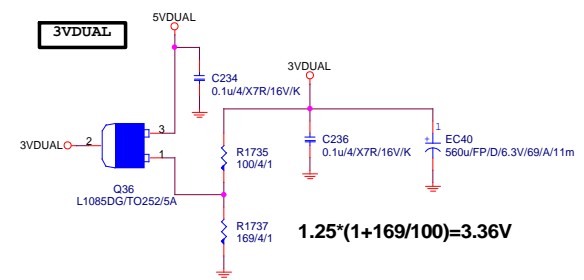 3VDUAL
5VDUAL
C234
0.1u/4/X7R/16V/K
3VDUAL
3VDUAL
2
3
1
Q36
L1085DG/TO252/5A
R1735
100/4/1
C236
0.1u/4/X7R/16V/K
1
+
EC40
560u/FP/D/6.3V/69/A/11m
R1737
169/4/1
1.25*(1+169/100)=3.36V